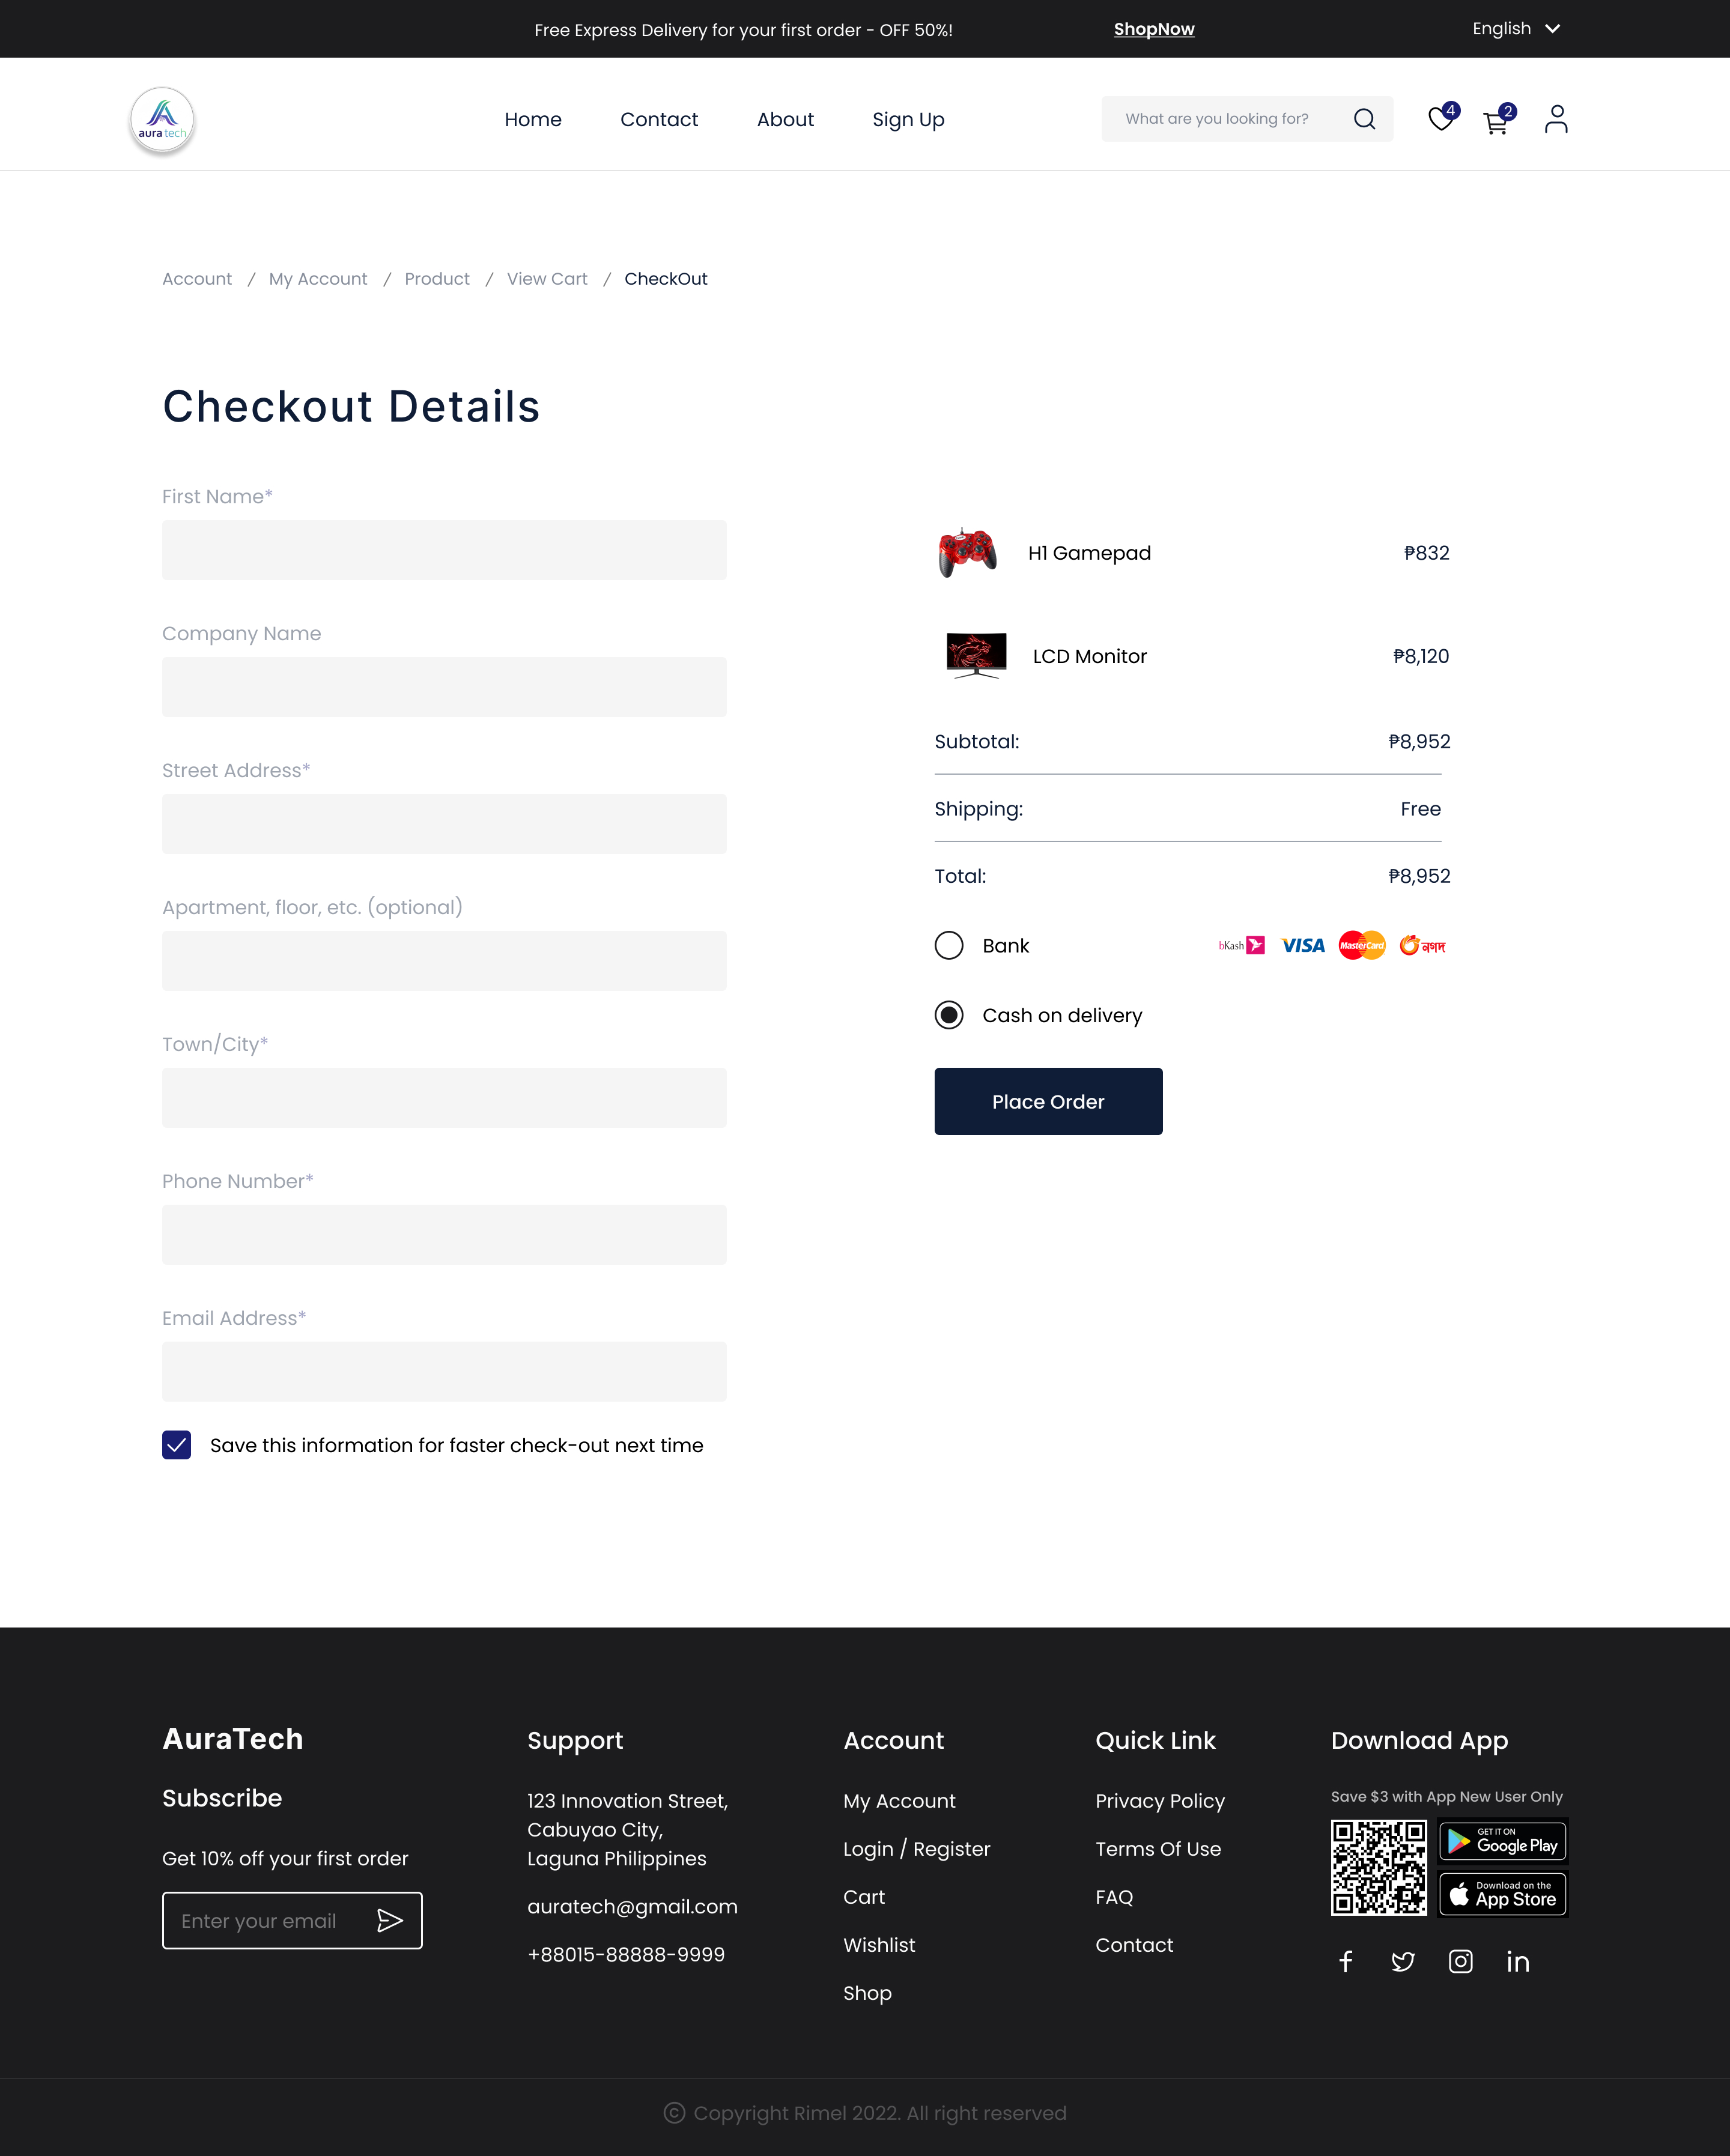 Free Express Delivery for your first order - OFF 50%!
ShopNow
English
aura tech
Home
Contact
About
Sign Up
What are you looking for?
4
2
Account / My Account / Product / View Cart / CheckOut
Checkout Details
First Name*
Company Name
Street Address*
Apartment, floor, etc. (optional)
Town/City*
Phone Number*
Email Address*
Save this information for faster check-out next time
H1 Gamepad ₱832
LCD Monitor ₱8,120
Subtotal: ₱8,952
Shipping: Free
Total: ₱8,952
Bank
bKash
VISA
MasterCard
নগদ
Cash on delivery
Place Order
AuraTech
Subscribe
Get 10% off your first order
Enter your email
Support
123 Innovation Street,
Cabuyao City,
Laguna Philippines
auratech@gmail.com
+88015-88888-9999
Account
My Account
Login / Register
Cart
Wishlist
Shop
Quick Link
Privacy Policy
Terms Of Use
FAQ
Contact
Download App
Save $3 with App New User Only
GET IT ON
Google Play
Download on the
App Store
© Copyright Rimel 2022. All right reserved